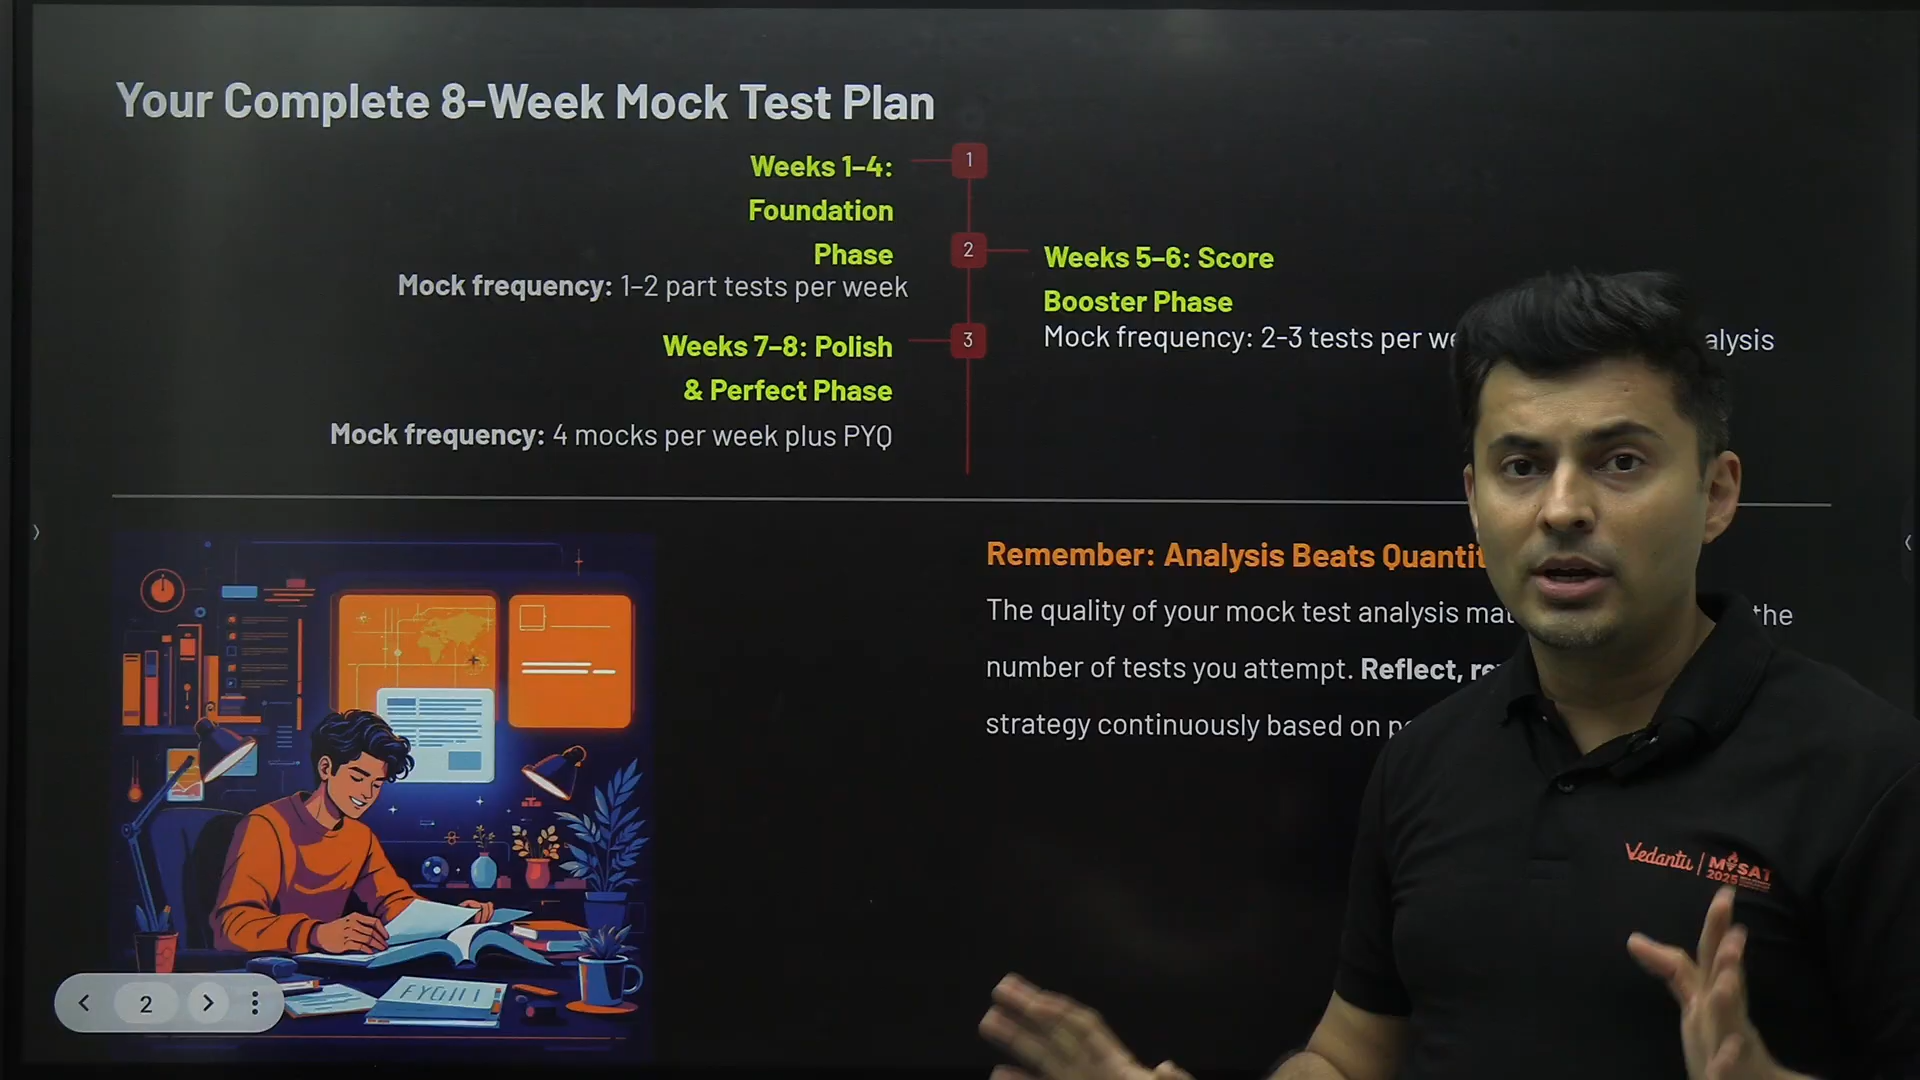 Your Complete 8-Week Mock Test Plan
1
Weeks 1–4:
Foundation
Phase
Mock frequency: 1–2 part tests per week
2
Weeks 5–6: Score
Booster Phase
Mock frequency: 2-3 tests per
3
Weeks 7–8: Polish
& Perfect Phase
Mock frequency: 4 mocks per week plus PYQ
Remember: Analysis Beats
The quality of your mock test analysis the
number of tests you attempt. Reflect,
strategy continuously based on
Vedantu | MVSAT
2025
2